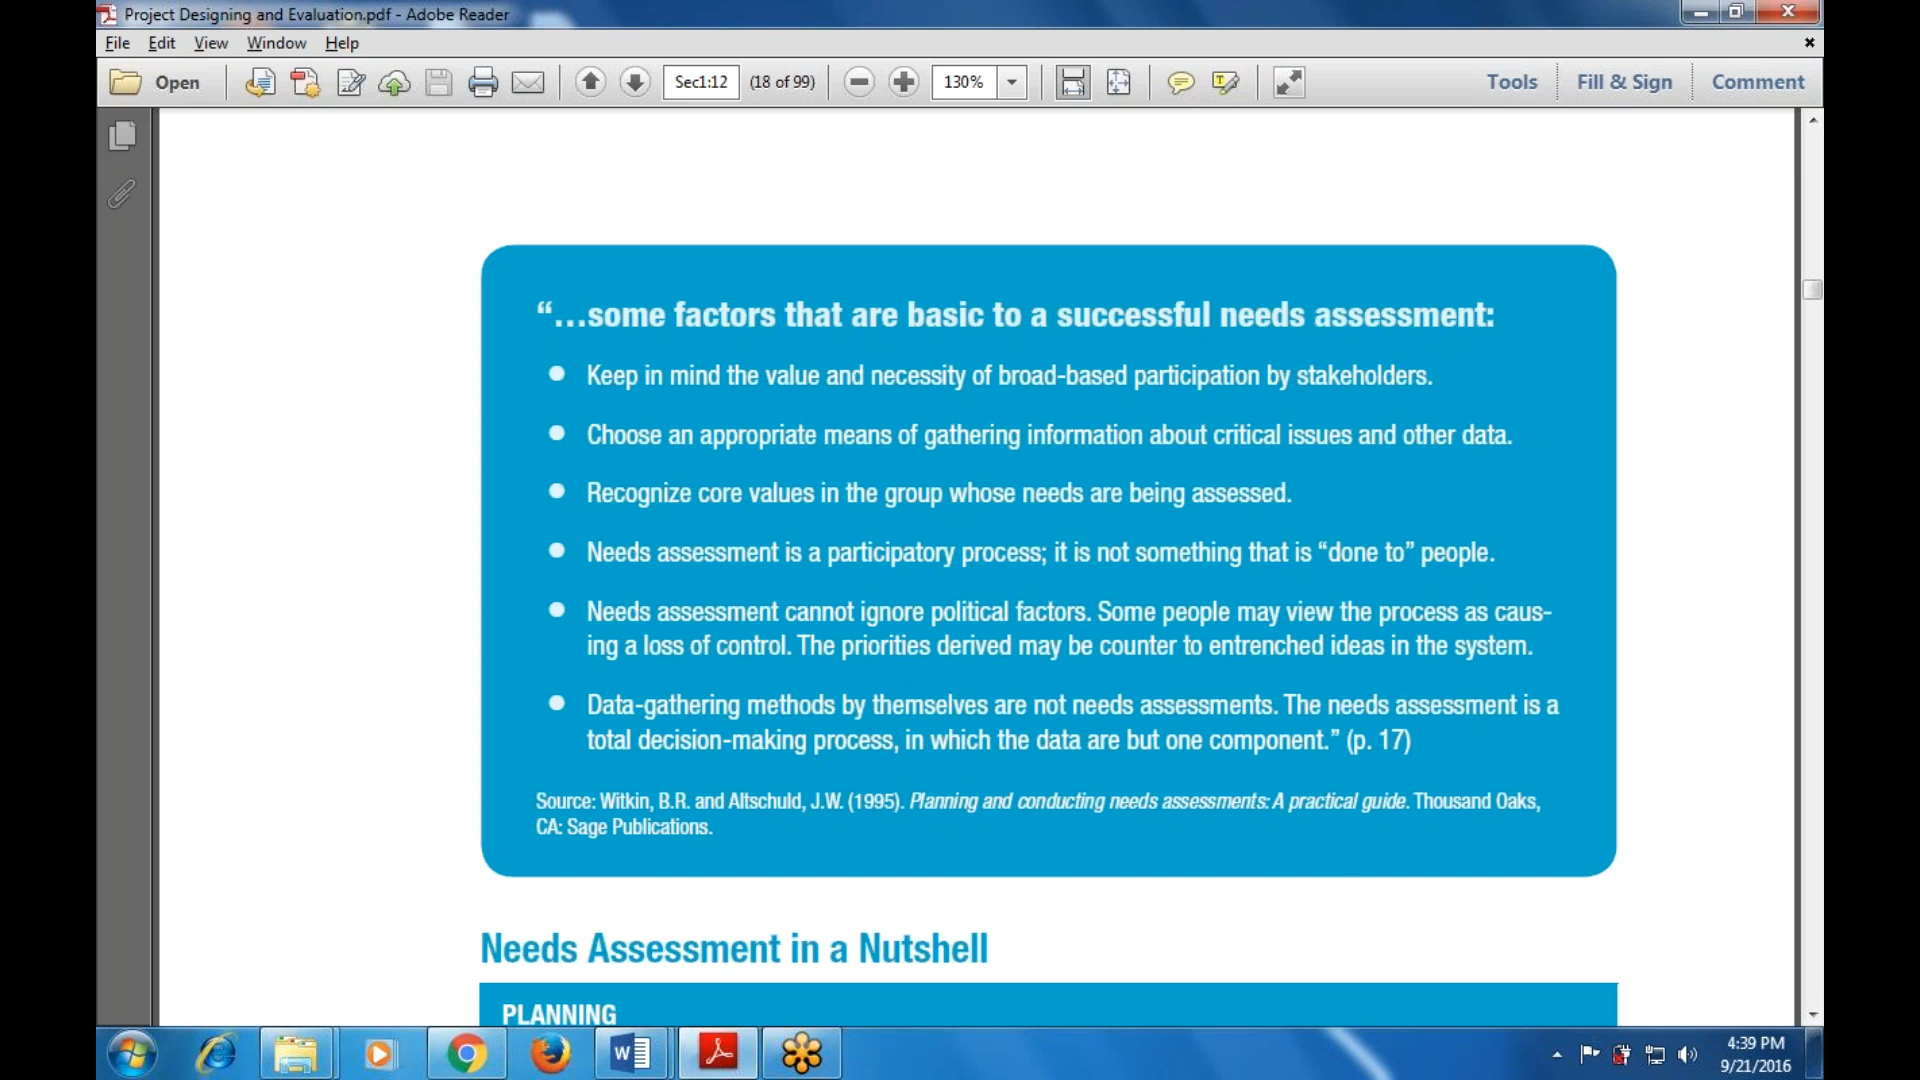 Project Designing and Evaluation.pdf - Adobe Reader
File Edit View Window Help
Open Sec1:12 (18 of 99) 130% Tools Fill & Sign Comment
“…some factors that are basic to a successful needs assessment:
Keep in mind the value and necessity of broad-based participation by stakeholders.
Choose an appropriate means of gathering information about critical issues and other data.
Recognize core values in the group whose needs are being assessed.
Needs assessment is a participatory process; it is not something that is “done to” people.
Needs assessment cannot ignore political factors. Some people may view the process as caus-
ing a loss of control. The priorities derived may be counter to entrenched ideas in the system.
Data-gathering methods by themselves are not needs assessments. The needs assessment is a
total decision-making process, in which the data are but one component.” (p. 17)
Source: Witkin, B.R. and Altschuld, J.W. (1995). Planning and conducting needs assessments: A practical guide. Thousand Oaks,
CA: Sage Publications.
Needs Assessment in a Nutshell
PLANNING
4:39 PM
9/21/2016